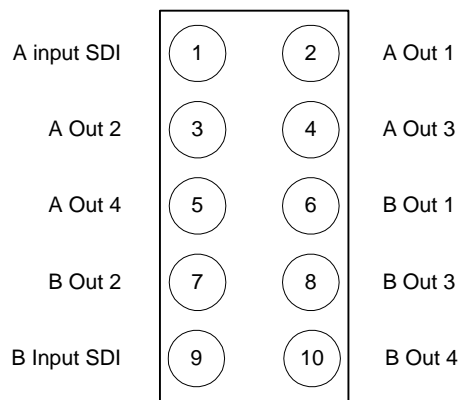 A input SDI 1 2 A Out 1
A Out 2 3 4 A Out 3
A Out 4 5 6 B Out 1
B Out 2 7 8 B Out 3
B Input SDI 9 10 B Out 4